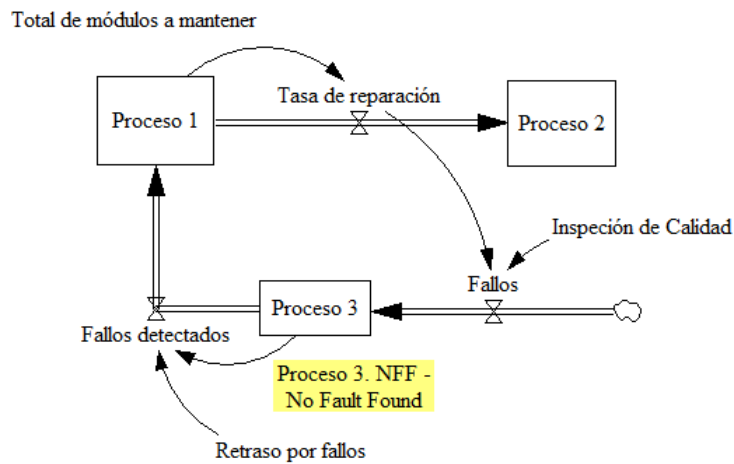 Total de módulos a mantener
Tasa de reparación
Proceso 1
Proceso 2
Inspeción de Calidad
Fallos
Proceso 3
Fallos detectados
Proceso 3. NFF -
No Fault Found
Retraso por fallos